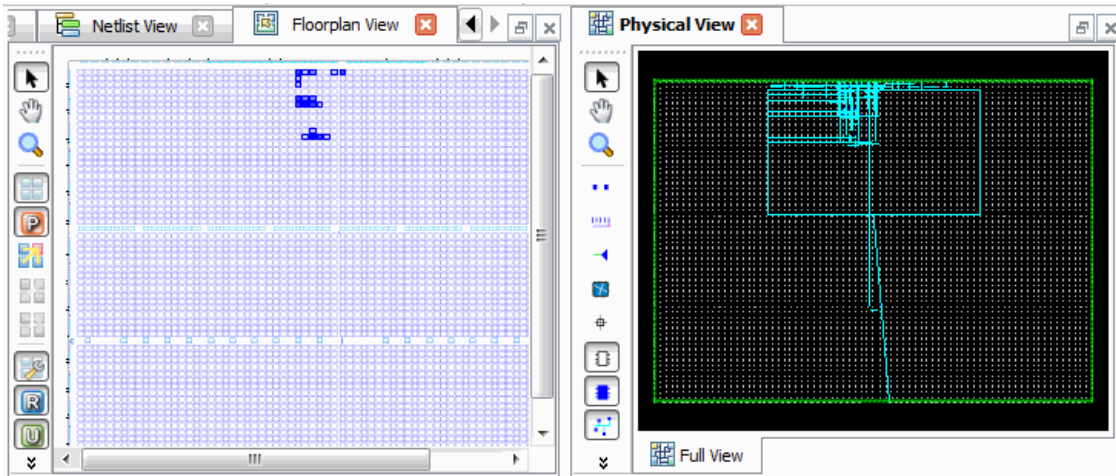 Netlist View
Floorplan View
Physical View
P
R
U
Full View